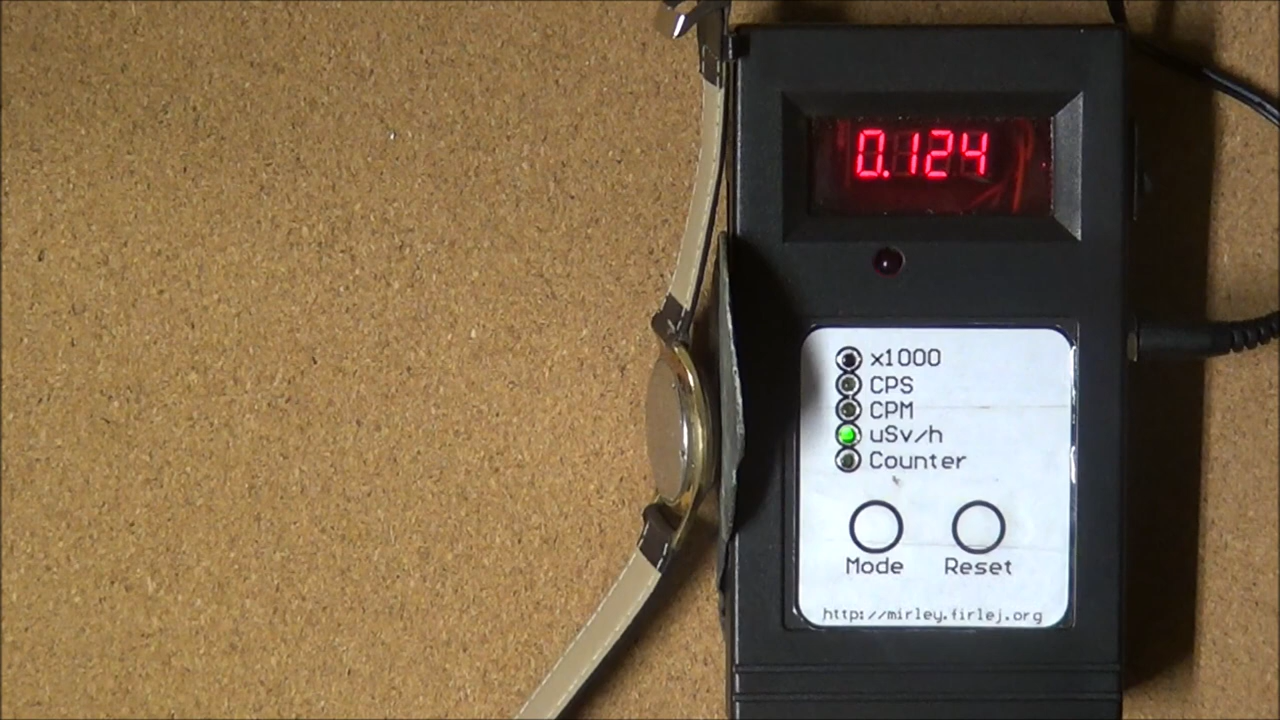 0.124
x1000
CPS
CPM
uSv/h
Counter
Mode Reset
http://mirley.firlej.org